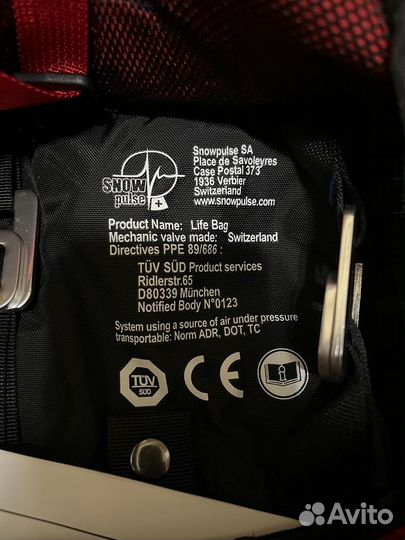 SNOW
pulse
Snowpulse SA
Place de Savoleyres
Case Postal 373
1936 Verbier
Switzerland
www.snowpulse.com
Product Name: Life Bag
Mechanic valve made: Switzerland
Directives PPE 89/686 :
TÜV SÜD Product services
Ridlerstr.65
D80339 München
Notified Body N°0123
System using a source of air under pressure
transportable: Norm ADR, DOT, TC
TÜV
SÜD
CE
i
Avito